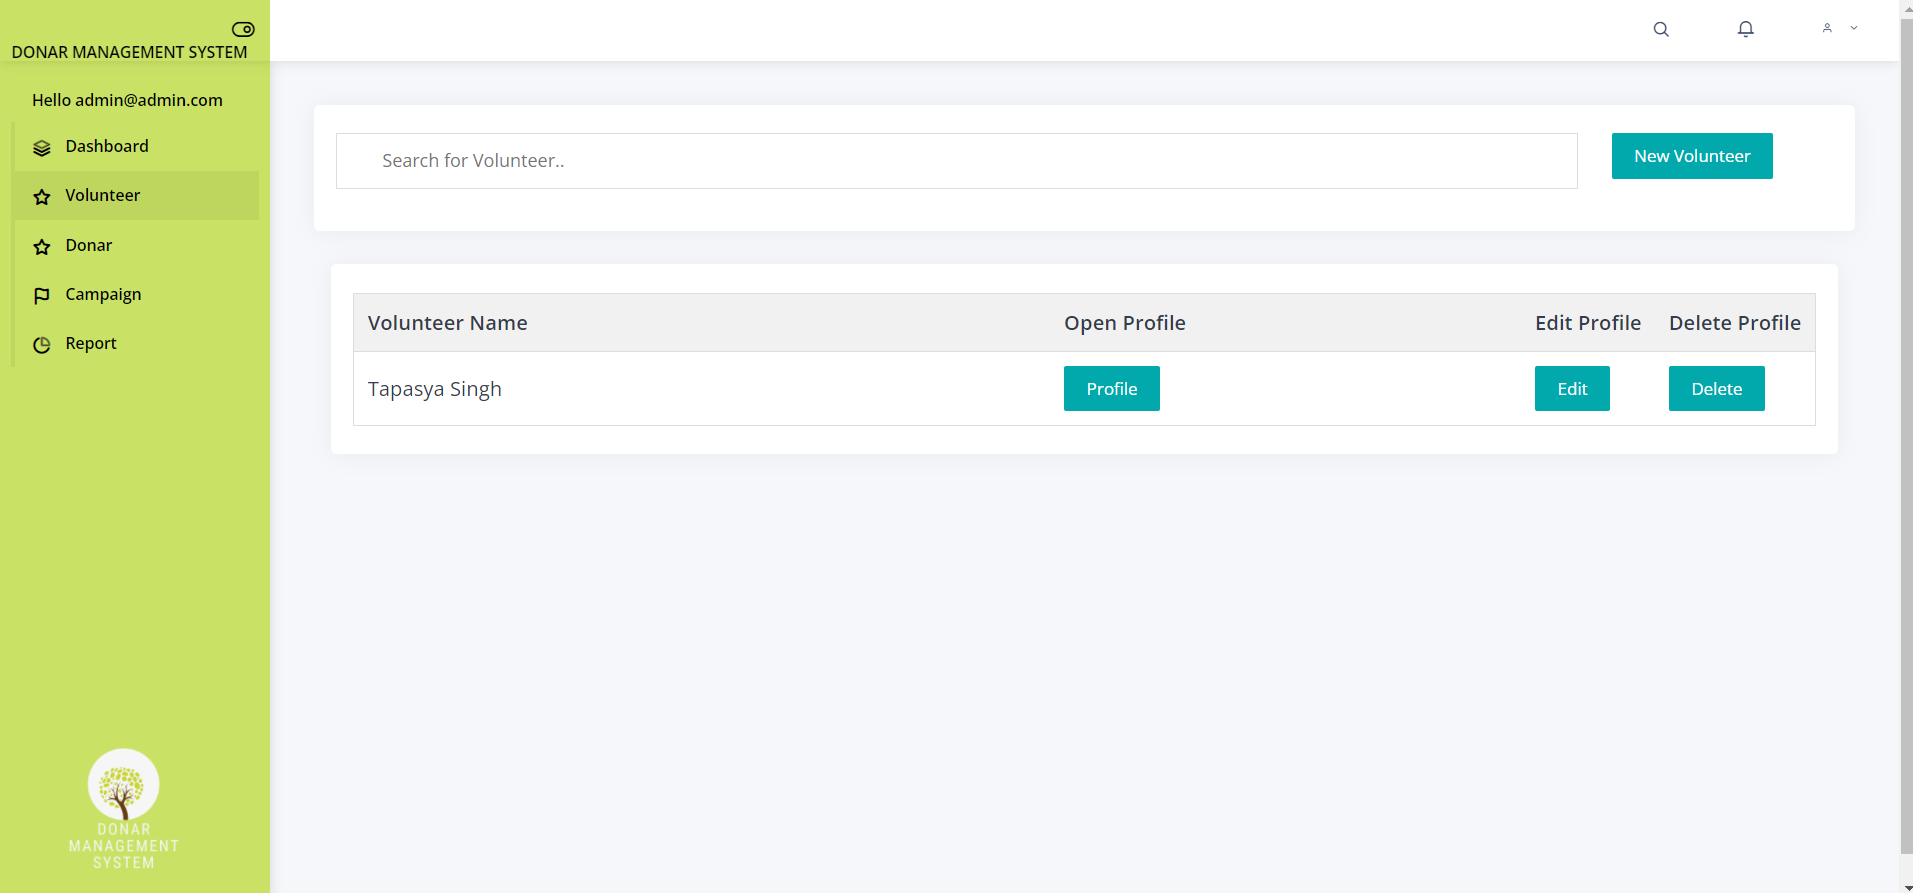 DONAR MANAGEMENT SYSTEM
Hello admin@admin.com
Dashboard
Volunteer
Donar
Campaign
Report
DONAR
MANAGEMENT
SYSTEM
Search for Volunteer..
New Volunteer
Volunteer Name Open Profile Edit Profile Delete Profile
Tapasya Singh Profile Edit Delete